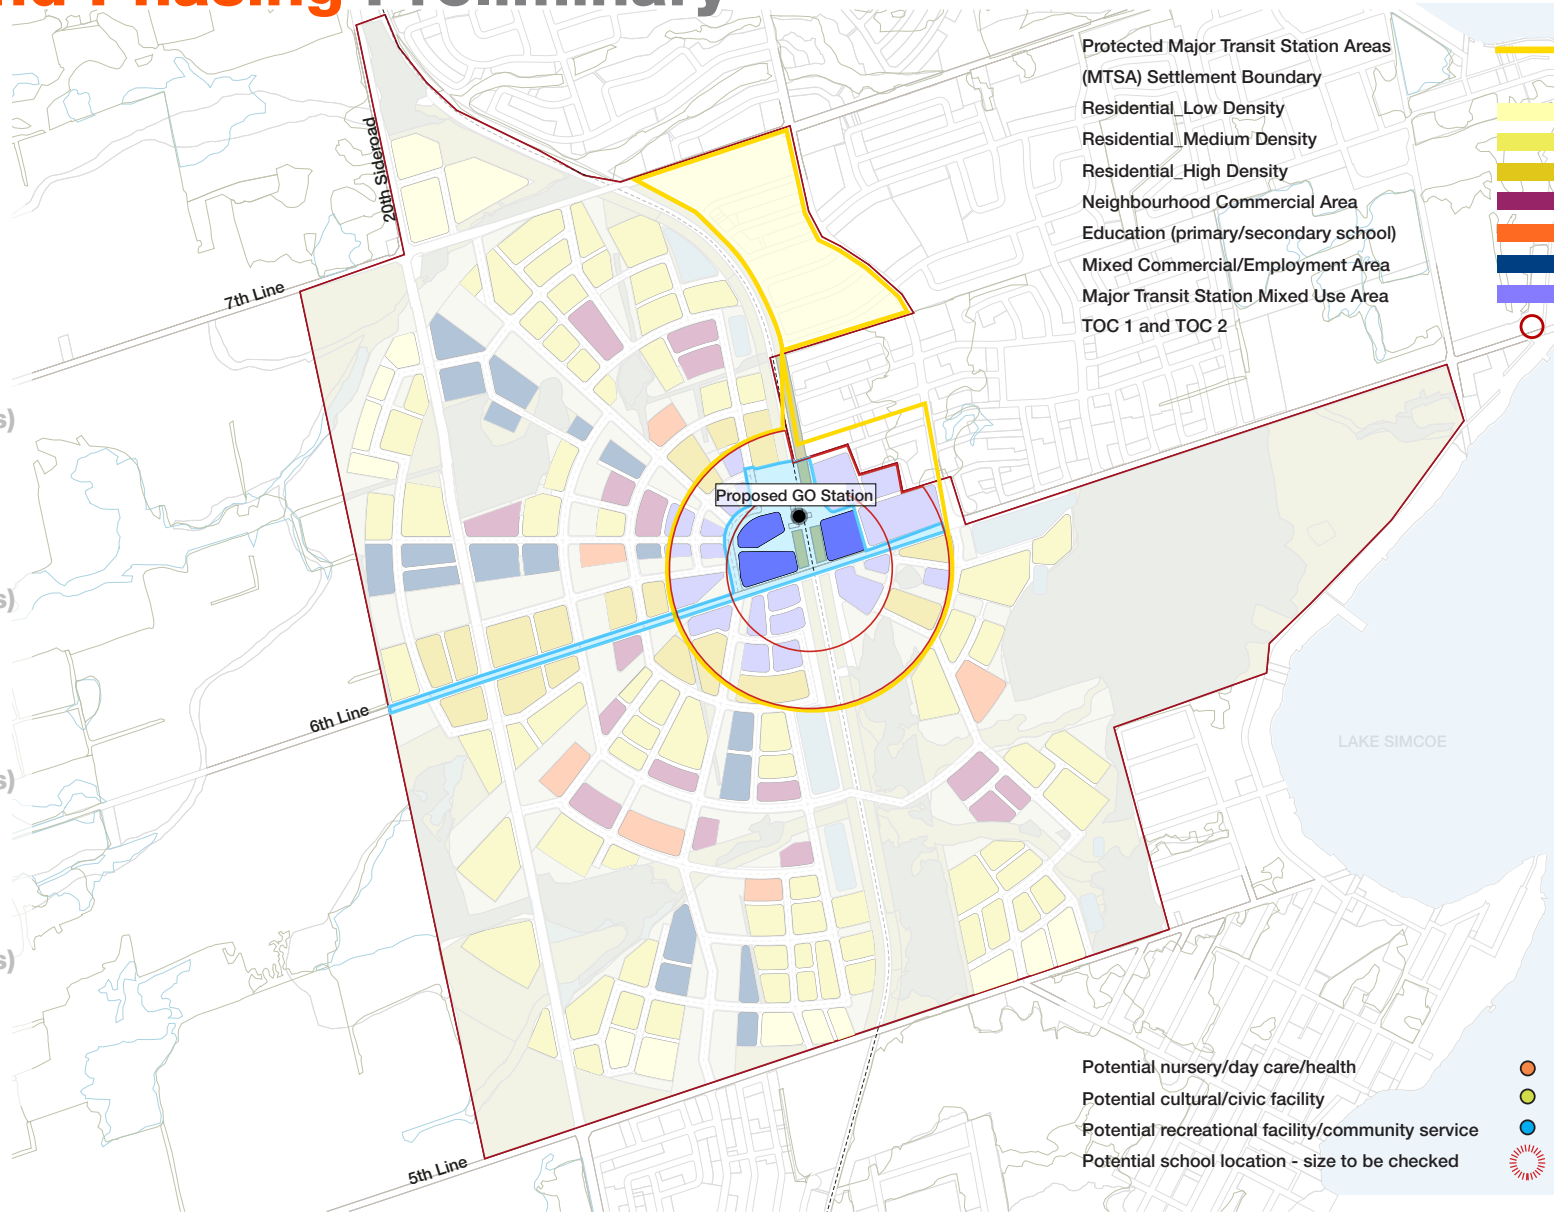 nd Phasing Preliminary
Protected Major Transit Station Areas
(MTSA) Settlement Boundary
Residential_Low Density
Residential_Medium Density
Residential_High Density
Neighbourhood Commercial Area
Education (primary/secondary school)
Mixed Commercial/Employment Area
Major Transit Station Mixed Use Area
TOC 1 and TOC 2
20th Sideroad
7th Line
s)
Proposed GO Station
s)
6th Line
LAKE SIMCOE
s)
s)
5th Line
Potential nursery/day care/health
Potential cultural/civic facility
Potential recreational facility/community service
Potential school location - size to be checked